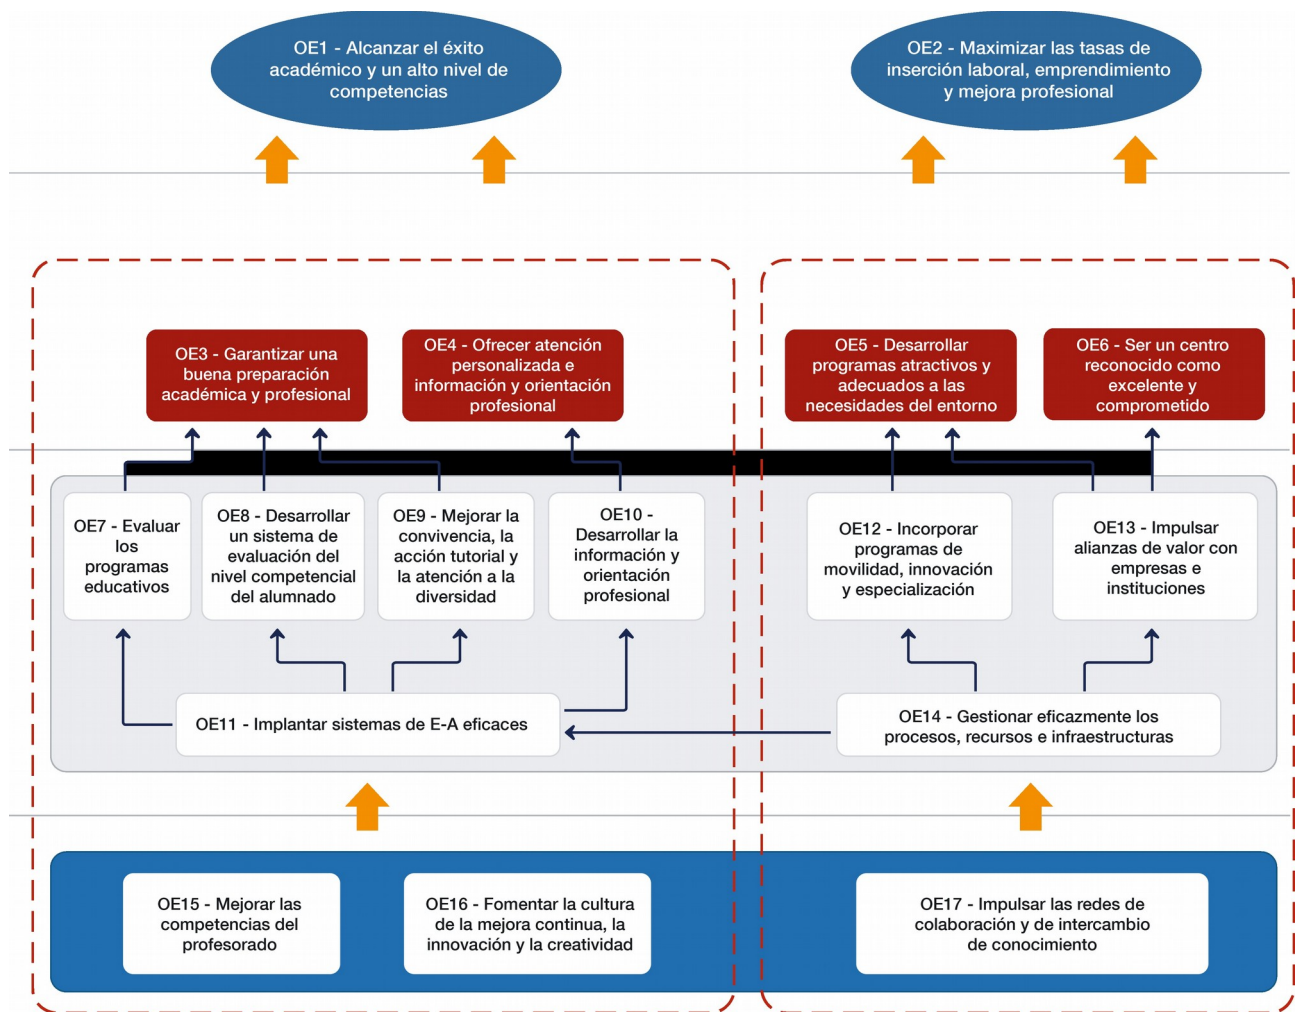 OE1 - Alcanzar el éxito
académico y un alto nivel de
competencias
OE2 - Maximizar las tasas de
inserción laboral, emprendimiento
y mejora profesional
OE3 - Garantizar una
buena preparación
académica y profesional
OE4 - Ofrecer atención
personalizada e
información y orientación
profesional
OE5 - Desarrollar
programas atractivos y
adecuados a las
necesidades del entorno
OE6 - Ser un centro
reconocido como
excelente y
comprometido
OE7 - Evaluar
los
programas
educativos
OE8 - Desarrollar
un sistema de
evaluación del
nivel competencial
del alumnado
OE9 - Mejorar la
convivencia, la
acción tutorial y
la atención a la
diversidad
OE10 -
Desarrollar la
información y
orientación
profesional
OE12 - Incorporar
programas de
movilidad, innovación
y especialización
OE13 - Impulsar
alianzas de valor con
empresas e
instituciones
OE11 - Implantar sistemas de E-A eficaces
OE14 - Gestionar eficazmente los
procesos, recursos e infraestructuras
OE15 - Mejorar las
competencias del
profesorado
OE16 - Fomentar la cultura
de la mejora continua, la
innovación y la creatividad
OE17 - Impulsar las redes de
colaboración y de intercambio
de conocimiento